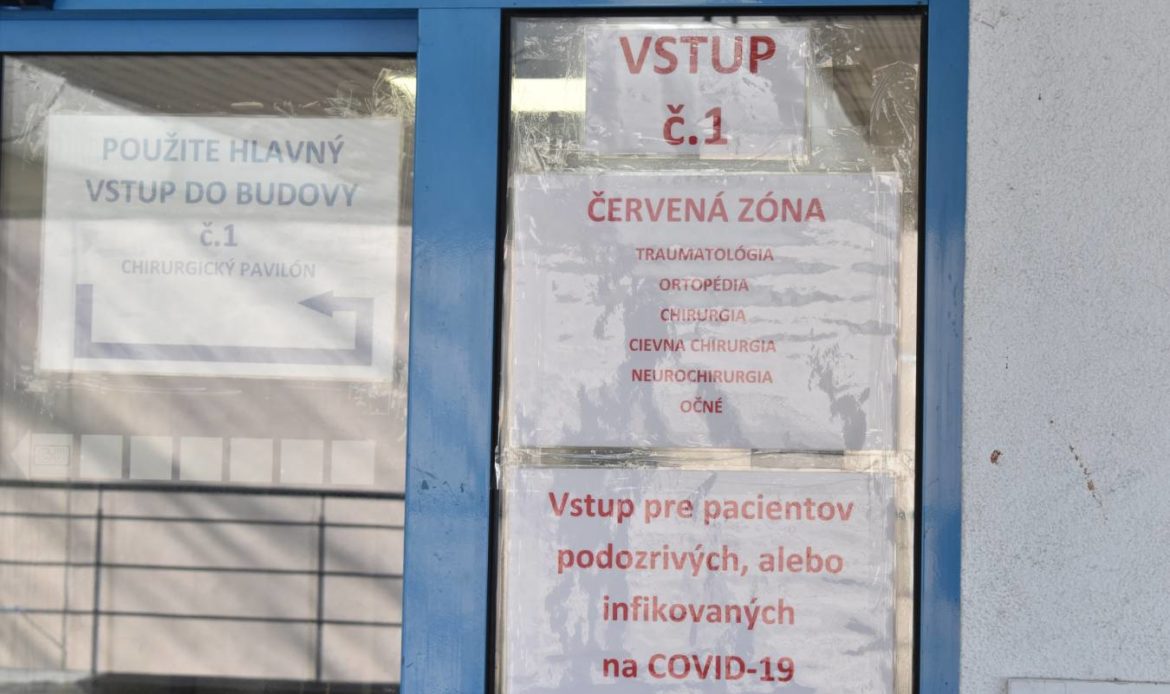 POUŽITE HLAVNÝ
VSTUP DO BUDOVY
č.1
CHIRURGICKÝ PAVILÓN
VSTUP
č.1
ČERVENÁ ZÓNA
TRAUMATOLÓGIA
ORTOPÉDIA
CHIRURGIA
CIEVNA CHIRURGIA
NEUROCHIRURGIA
OČNÉ
Vstup pre pacientov
podozrivých, alebo
infikovaných
na COVID-19